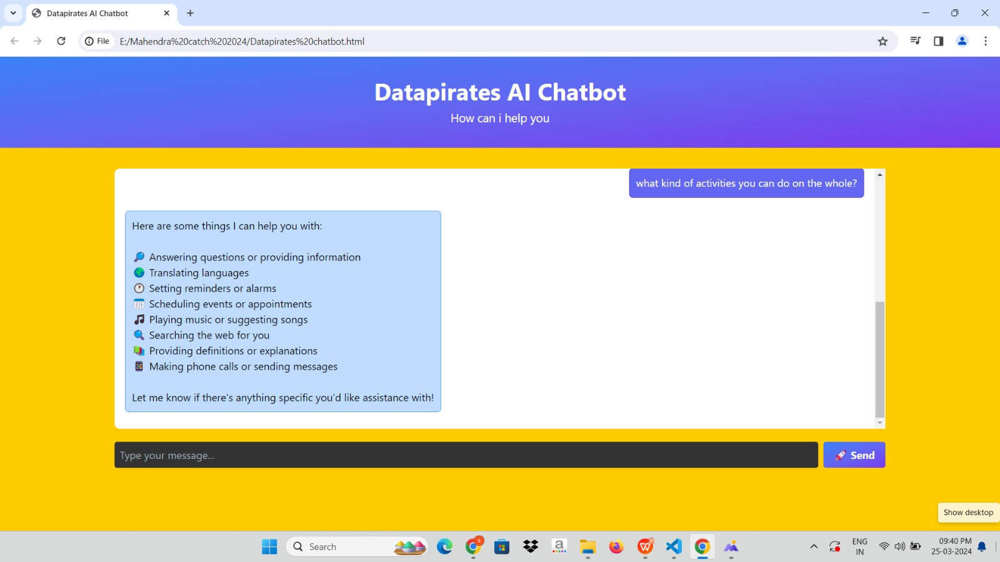 Datapirates AI Chatbot
File
E:/Mahendra%20catch%202024/Datapirates%20chatbot.html
Datapirates AI Chatbot
How can i help you
what kind of activities you can do on the whole?
Here are some things I can help you with:
Answering questions or providing information
Translating languages
Setting reminders or alarms
Scheduling events or appointments
Playing music or suggesting songs
Searching the web for you
Providing definitions or explanations
Making phone calls or sending messages
Let me know if there's anything specific you'd like assistance with!
Type your message...
Send
Show desktop
Search
a
W
ENG
IN
09:40 PM
25-03-2024